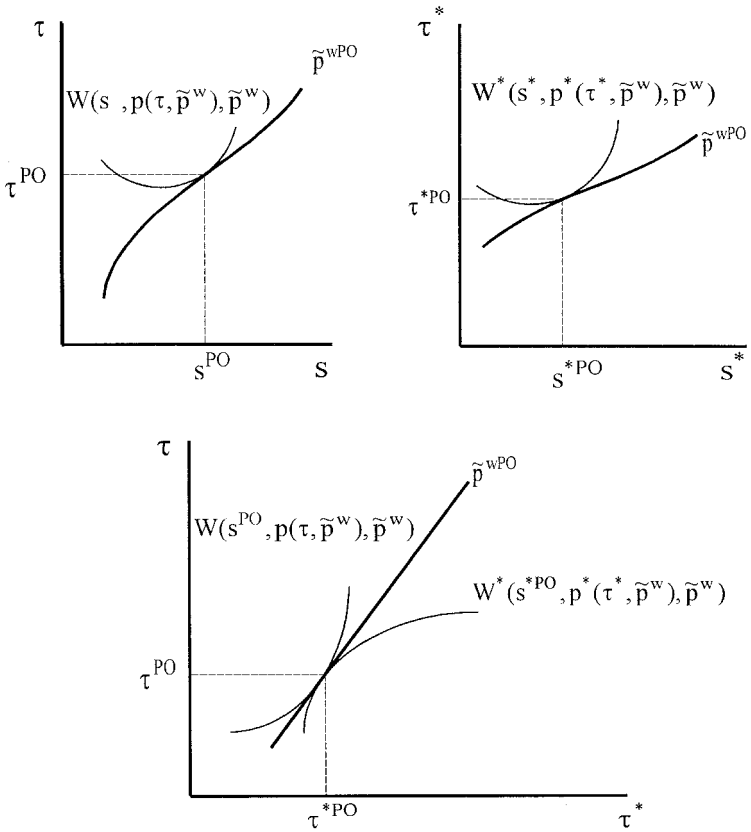 τ
p̃ʷᴾᴼ
W(s ,p(τ,p̃ʷ),p̃ʷ)
τᴾᴼ
sᴾᴼ
s
τ*
W*(s*,p*(τ*,p̃ʷ),p̃ʷ)
p̃ʷᴾᴼ
τ*ᴾᴼ
s*ᴾᴼ
s*
τ
p̃ʷᴾᴼ
W(sᴾᴼ,p(τ,p̃ʷ),p̃ʷ)
W*(s*ᴾᴼ,p*(τ*,p̃ʷ),p̃ʷ)
τᴾᴼ
τ*ᴾᴼ
τ*